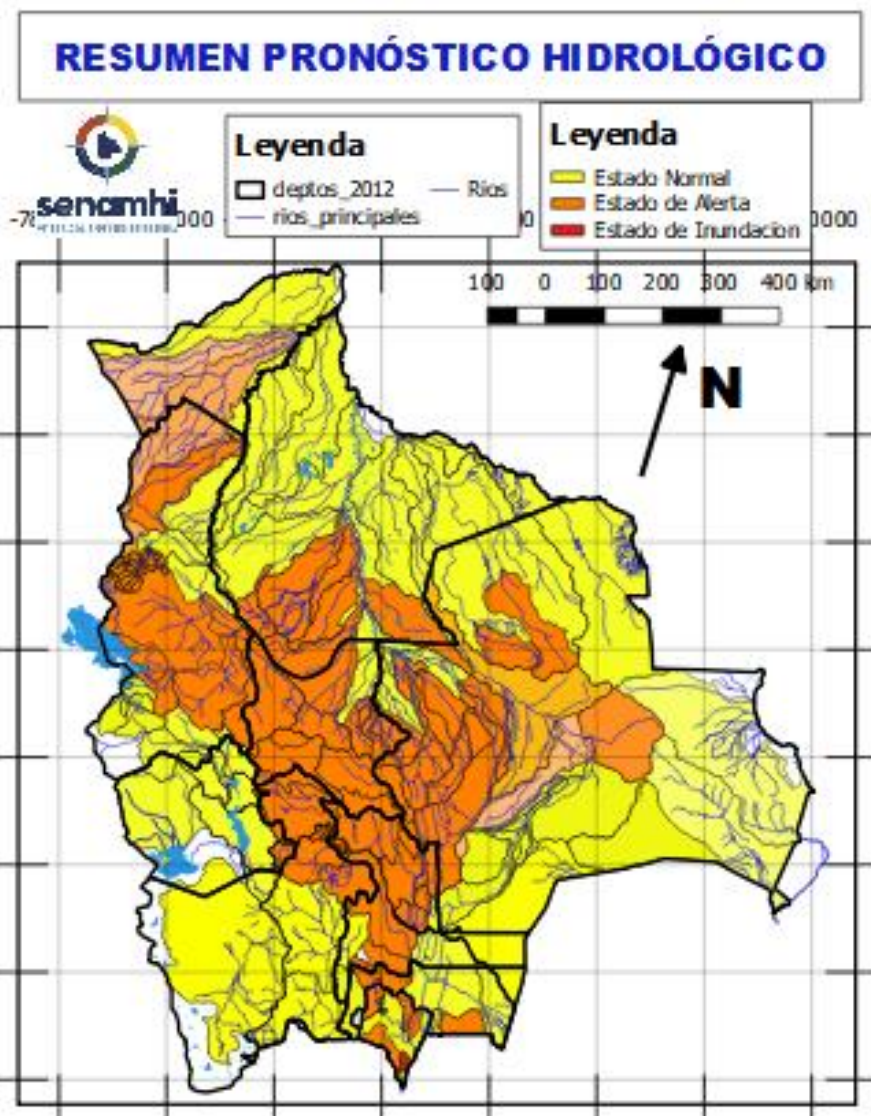 RESUMEN PRONÓSTICO HIDROLÓGICO
Leyenda
deptos_2012 Rios
rios_principales
Leyenda
Estado Normal
Estado de Alerta
Estado de Inundacion
senamhi
100 0 100 200 300 400 km
N